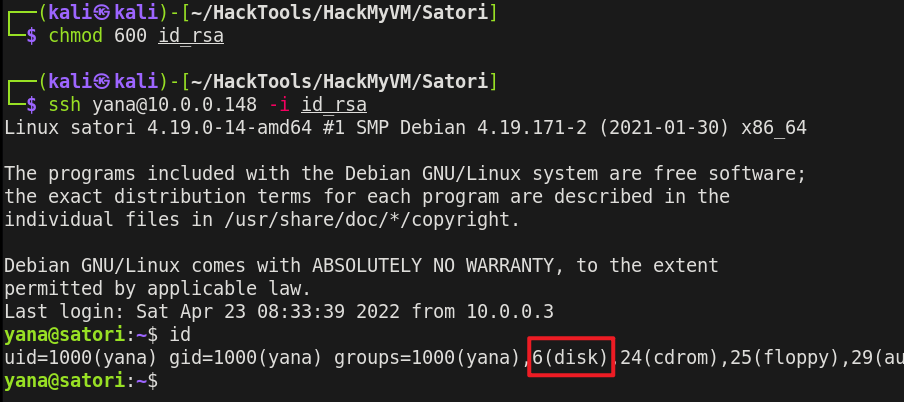 ┌──(kali㉿kali)-[~/HackTools/HackMyVM/Satori]
└─$ chmod 600 id_rsa
┌──(kali㉿kali)-[~/HackTools/HackMyVM/Satori]
└─$ ssh yana@10.0.0.148 -i id_rsa
Linux satori 4.19.0-14-amd64 #1 SMP Debian 4.19.171-2 (2021-01-30) x86_64
The programs included with the Debian GNU/Linux system are free software;
the exact distribution terms for each program are described in the
individual files in /usr/share/doc/*/copyright.
Debian GNU/Linux comes with ABSOLUTELY NO WARRANTY, to the extent
permitted by applicable law.
Last login: Sat Apr 23 08:33:39 2022 from 10.0.0.3
yana@satori:~$ id
uid=1000(yana) gid=1000(yana) groups=1000(yana),6(disk),24(cdrom),25(floppy),29(au
yana@satori:~$